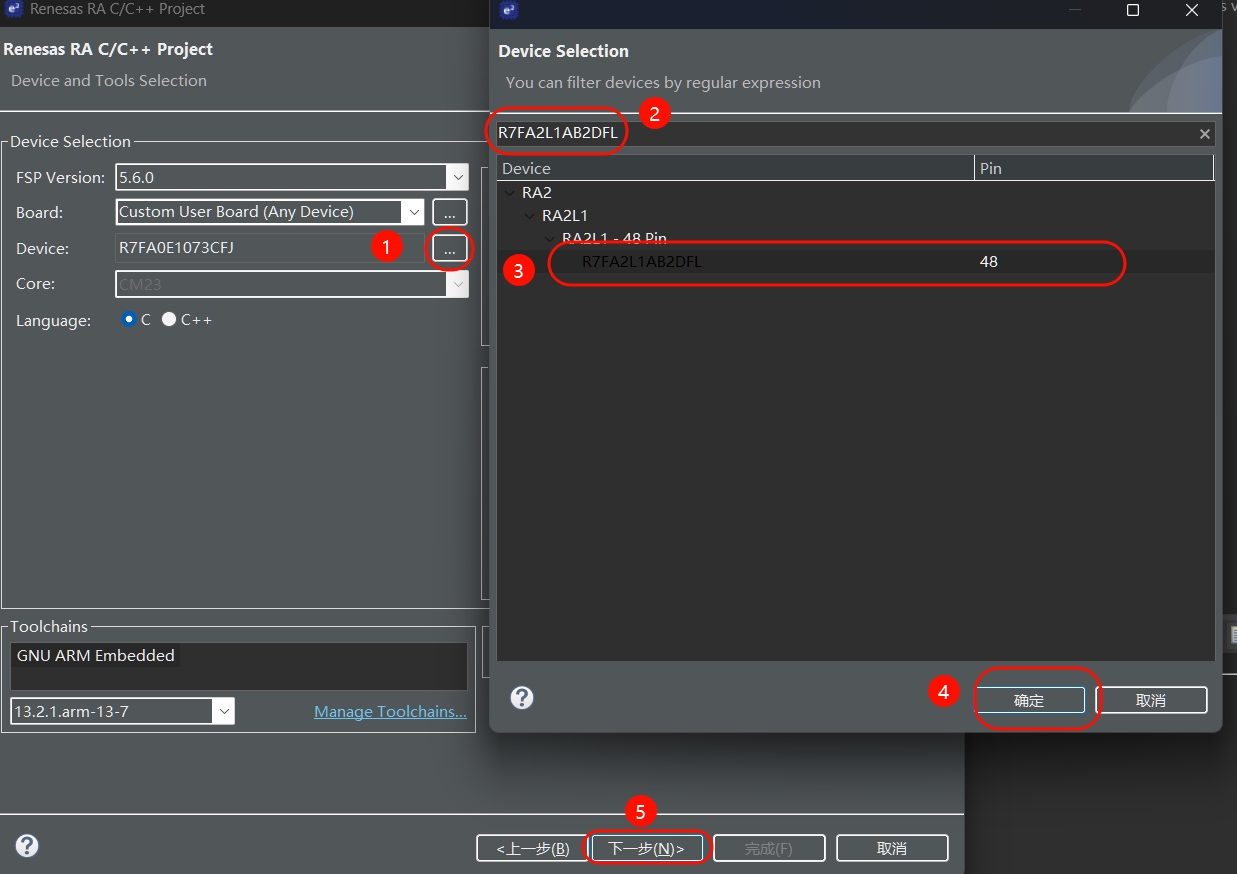 Renesas RA C/C++ Project
Renesas RA C/C++ Project
Device and Tools Selection
Device Selection
FSP Version: 5.6.0
Board: Custom User Board (Any Device) ...
Device: R7FA0E1073CFJ 1 ...
Core: CM23
Language: C C++
Toolchains
GNU ARM Embedded
13.2.1.arm-13-7 Manage Toolchains...
Device Selection
You can filter devices by regular expression
2
R7FA2L1AB2DFL
Device Pin
RA2
RA2L1
RA2L1 - 48 Pin
3 R7FA2L1AB2DFL 48
4 确定 取消
5
<上一步(B) 下一步(N)> 完成(F) 取消